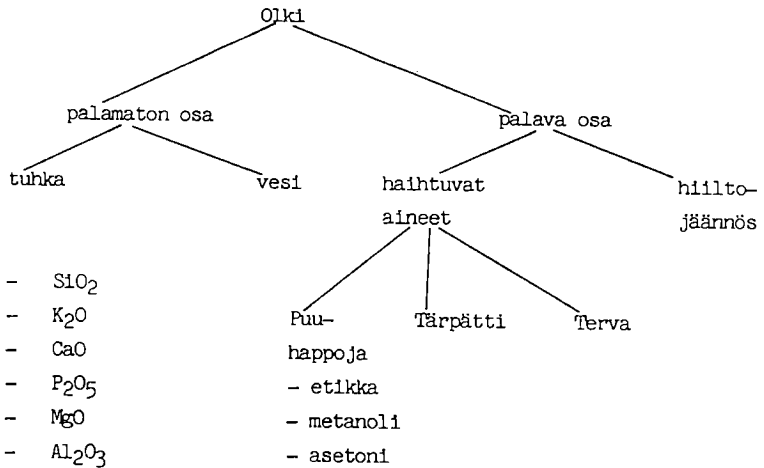 Olki
palamaton osa
palava osa
tuhka
vesi
haihtuvat
aineet
hiilto-
jäännös
- SiO2
- K2O
- CaO
- P2O5
- MgO
- Al2O3
Puu-
happoja
- etikka
- metanoli
- asetoni
Tärpätti
Terva